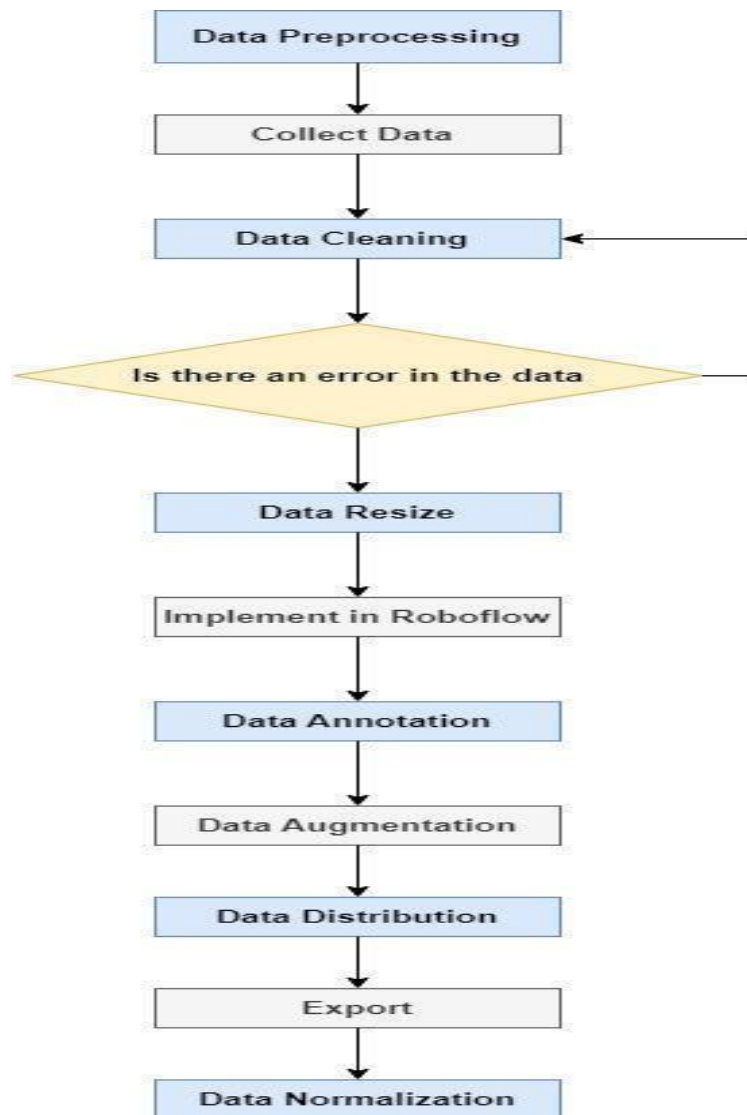 Data Preprocessing
Collect Data
Data Cleaning
Is there an error in the data
Data Resize
Implement in Roboflow
Data Annotation
Data Augmentation
Data Distribution
Export
Data Normalization